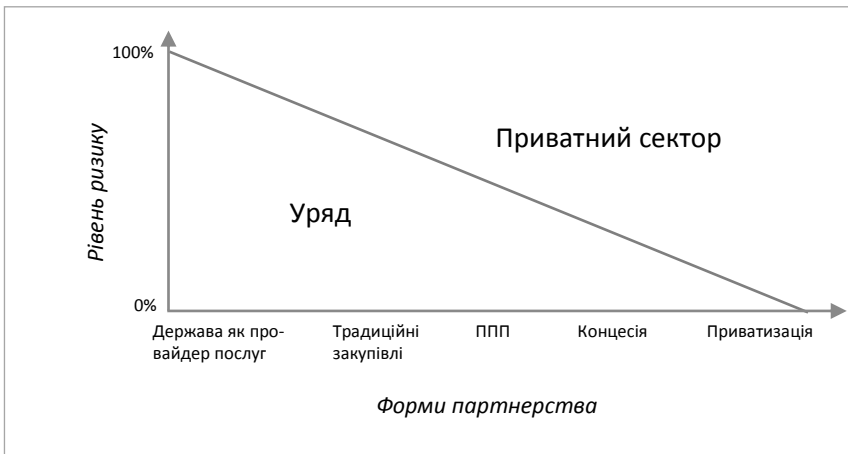 100%
Рівень ризику
Приватний сектор
Уряд
0%
Держава як про-
вайдер послуг
Традиційні
закупівлі
ППП
Концесія
Приватизація
Форми партнерства